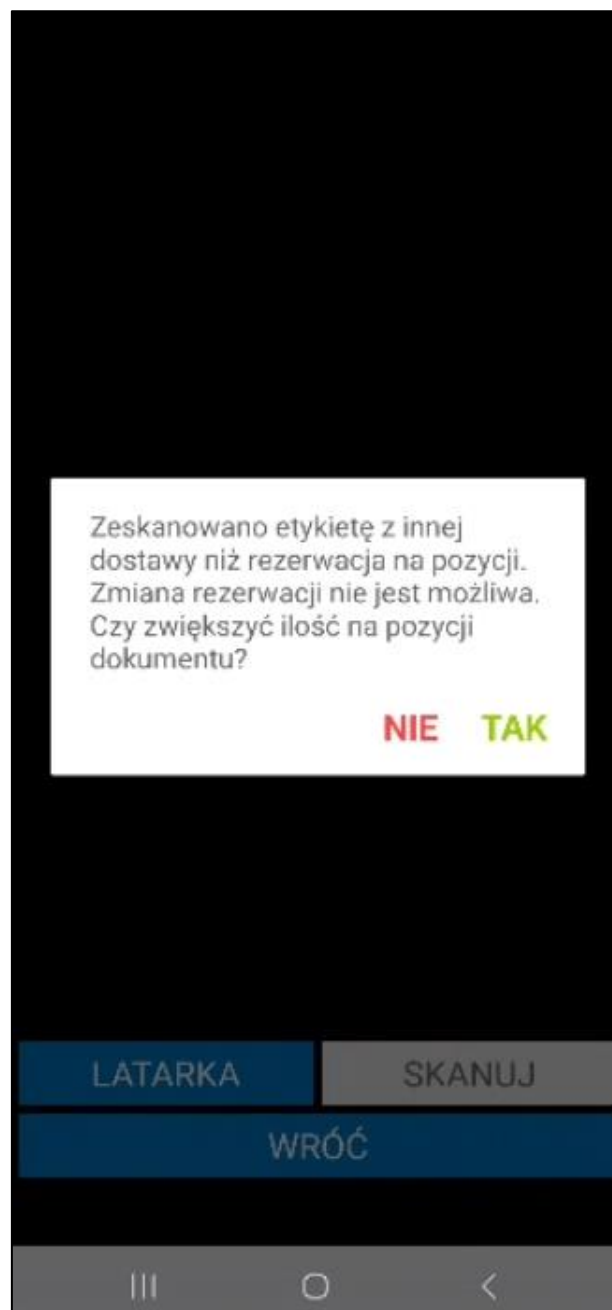 Zeskanowano etykietę z innej
dostawy niż rezerwacja na pozycji.
Zmiana rezerwacji nie jest możliwa.
Czy zwiększyć ilość na pozycji
dokumentu?
NIE TAK
LATARKA SKANUJ
WRÓĆ